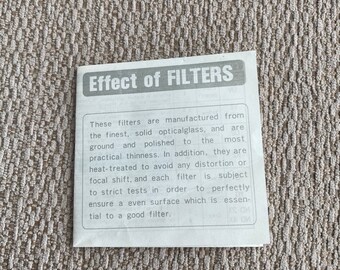 Effect of FILTERS
These filters are manufactured from
the finest, solid opticalglass, and are
ground and polished to the most
practical thinness. In addition, they are
heat-treated to avoid any distortion or
focal shift, and each filter is subject
to strict tests in order to perfectly
ensure a even surface which is essen-
tial to a good filter.